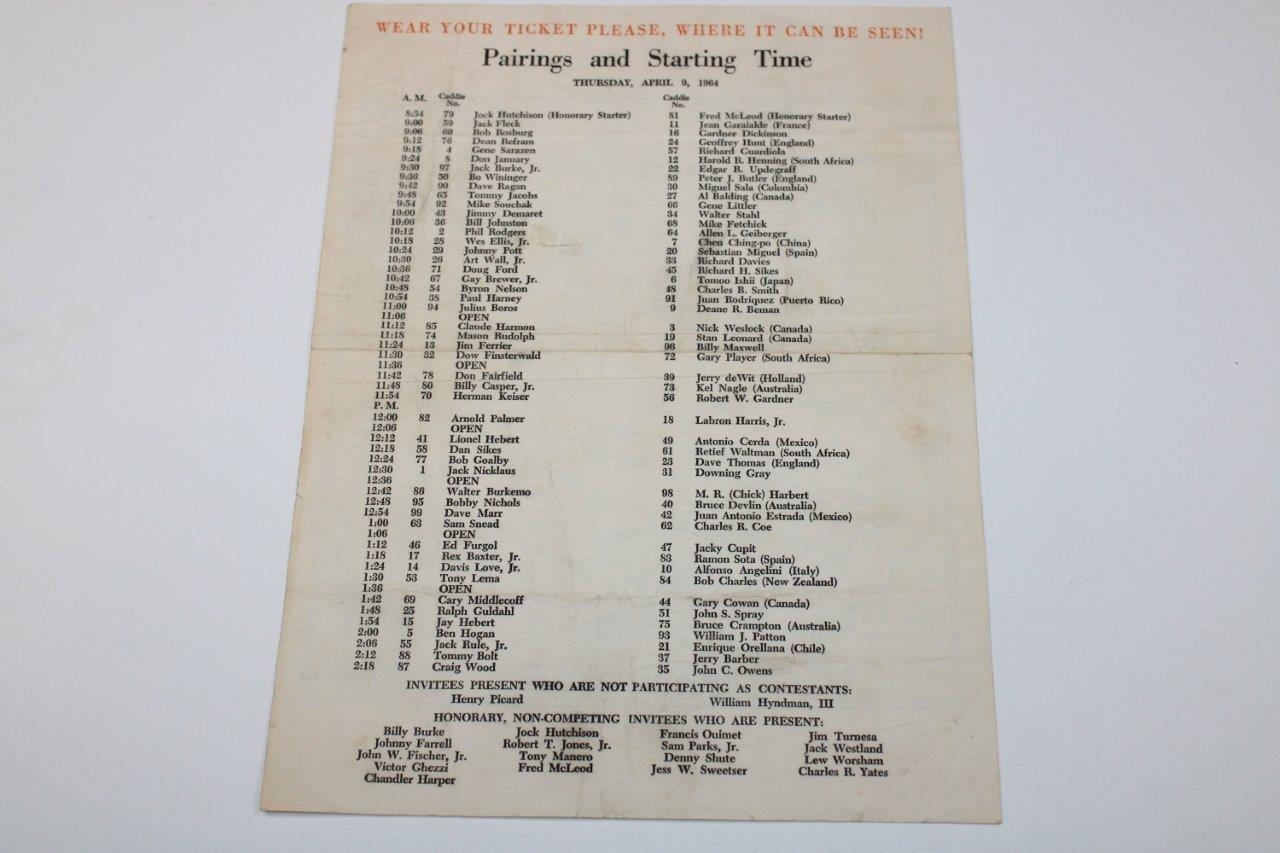 WEAR YOUR TICKET PLEASE, WHERE IT CAN BE SEEN!
Pairings and Starting Time
THURSDAY, APRIL 9, 1964
A. M. Caddie No. Caddie No.
8:54 79 Jock Hutchison (Honorary Starter) 81 Fred McLeod (Honorary Starter)
9:00 59 Jack Fleck 11 Jean Garaialde (France)
9:06 60 Bob Rosburg 16 Gardner Dickinson
9:12 76 Dean Refram 24 Geoffrey Hunt (England)
9:18 4 Gene Sarazen 57 Richard Guardiola
9:24 8 Don January 12 Harold R. Henning (South Africa)
9:30 97 Jack Burke, Jr. 22 Edgar R. Updegraff
9:36 50 Bo Wininger 89 Peter J. Butler (England)
9:42 90 Dave Ragan 30 Miguel Sala (Colombia)
9:48 65 Tommy Jacobs 27 Al Balding (Canada)
9:54 92 Mike Souchak 66 Gene Littler
10:00 43 Jimmy Demaret 34 Walter Stahl
10:06 36 Bill Johnston 68 Mike Fetchick
10:12 2 Phil Rodgers 64 Allen L. Geiberger
10:18 28 Wes Ellis, Jr. 7 Chen Ching-po (China)
10:24 29 Johnny Pott 20 Sebastian Miguel (Spain)
10:30 26 Art Wall, Jr. 33 Richard Davies
10:36 71 Doug Ford 45 Richard H. Sikes
10:42 67 Gay Brewer, Jr. 6 Tomoo Ishii (Japan)
10:48 54 Byron Nelson 48 Charles B. Smith
10:54 38 Paul Harney 91 Juan Rodriquez (Puerto Rico)
11:00 94 Julius Boros 9 Deane R. Beman
11:06 OPEN
11:12 85 Claude Harmon 3 Nick Weslock (Canada)
11:18 74 Mason Rudolph 19 Stan Leonard (Canada)
11:24 13 Jim Ferrier 96 Billy Maxwell
11:30 32 Dow Finsterwald 72 Gary Player (South Africa)
11:36 OPEN
11:42 78 Don Fairfield 39 Jerry deWit (Holland)
11:48 80 Billy Casper, Jr. 73 Kel Nagle (Australia)
11:54 70 Herman Keiser 56 Robert W. Gardner
P. M.
12:00 82 Arnold Palmer 18 Labron Harris, Jr.
12:06 OPEN
12:12 41 Lionel Hebert 49 Antonio Cerda (Mexico)
12:18 58 Dan Sikes 61 Retief Waltman (South Africa)
12:24 77 Bob Goalby 23 Dave Thomas (England)
12:30 1 Jack Nicklaus 31 Downing Gray
12:36 OPEN
12:42 86 Walter Burkemo 98 M. R. (Chick) Harbert
12:48 95 Bobby Nichols 40 Bruce Devlin (Australia)
12:54 99 Dave Marr 42 Juan Antonio Estrada (Mexico)
1:00 63 Sam Snead 62 Charles R. Coe
1:06 OPEN
1:12 46 Ed Furgol 47 Jacky Cupit
1:18 17 Rex Baxter, Jr. 83 Ramon Sota (Spain)
1:24 14 Davis Love, Jr. 10 Alfonso Angelini (Italy)
1:30 53 Tony Lema 84 Bob Charles (New Zealand)
1:36 OPEN
1:42 69 Cary Middlecoff 44 Gary Cowan (Canada)
1:48 25 Ralph Guldahl 51 John S. Spray
1:54 15 Jay Hebert 75 Bruce Crampton (Australia)
2:00 5 Ben Hogan 93 William J. Patton
2:06 55 Jack Rule, Jr. 21 Enrique Orellana (Chile)
2:12 88 Tommy Bolt 37 Jerry Barber
2:18 87 Craig Wood 35 John C. Owens
INVITEES PRESENT WHO ARE NOT PARTICIPATING AS CONTESTANTS:
Henry Picard William Hyndman, III
HONORARY, NON-COMPETING INVITEES WHO ARE PRESENT:
Billy Burke Jock Hutchison Francis Ouimet Jim Turnesa
Johnny Farrell Robert T. Jones, Jr. Sam Parks, Jr. Jack Westland
John W. Fischer, Jr. Tony Manero Denny Shute Lew Worsham
Victor Ghezzi Fred McLeod Jess W. Sweetser Charles R. Yates
Chandler Harper